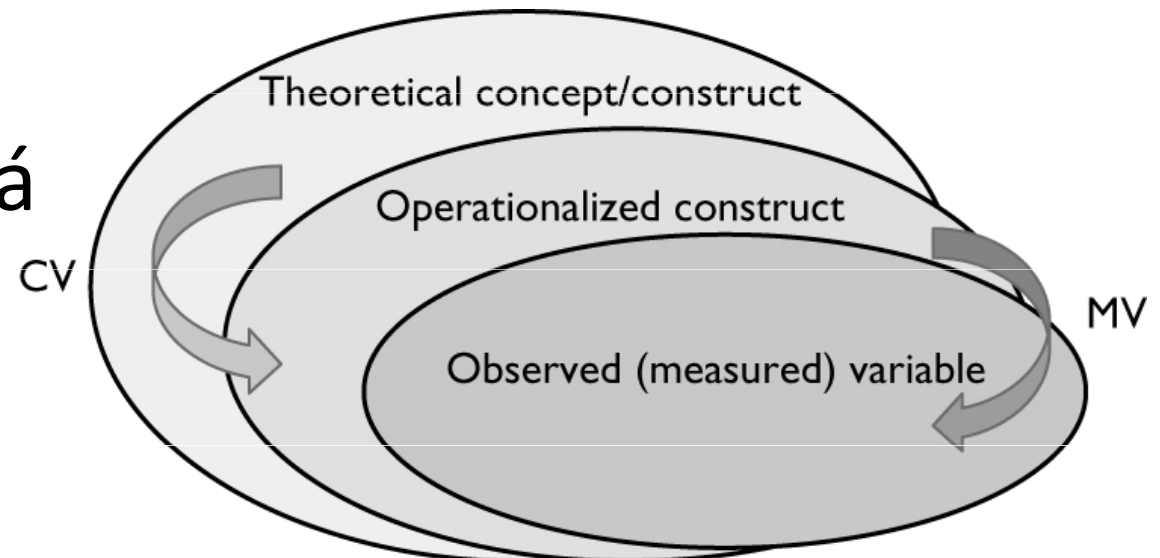 Theoretical concept/construct
á
Operationalized construct
CV
MV
Observed (measured) variable